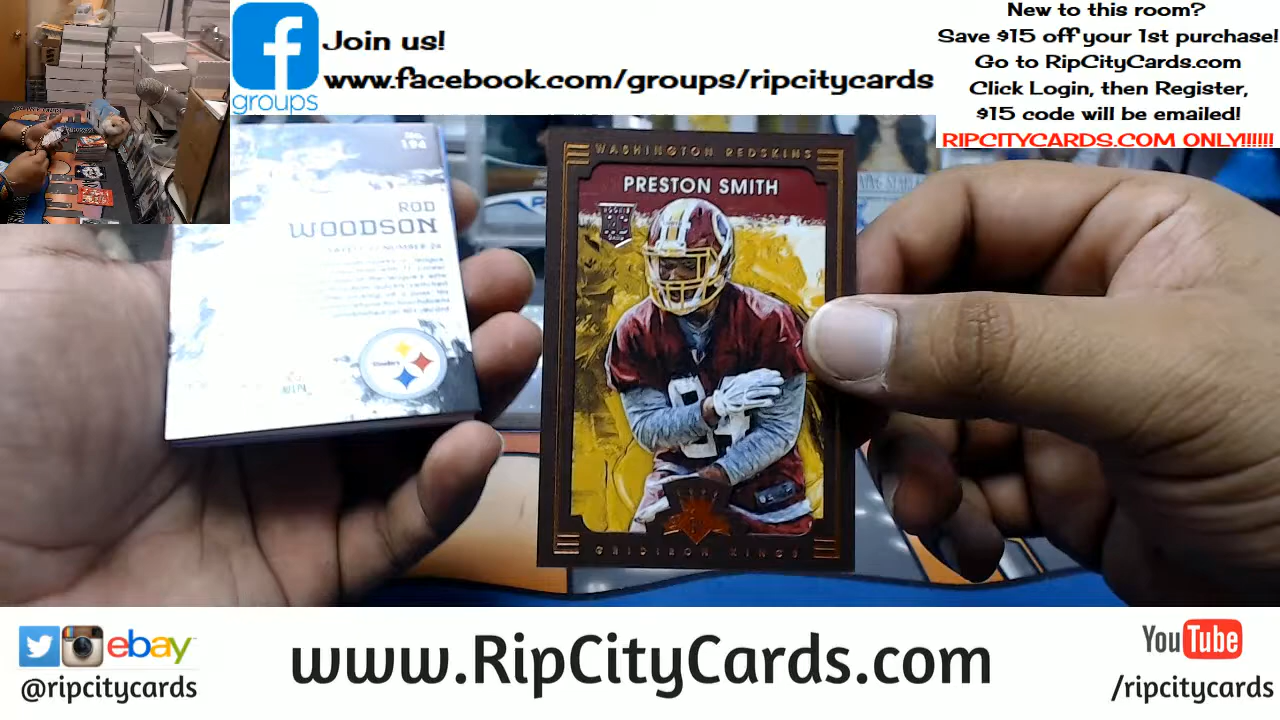 groups
Join us!
www.facebook.com/groups/ripcitycards
New to this room?
Save $15 off your 1st purchase!
Go to RipCityCards.com
Click Login, then Register,
$15 code will be emailed!
RIPCITYCARDS.COM ONLY!!!!!!
No.
194
ROD
WOODSON
WASHINGTON REDSKINS
PRESTON SMITH
GRIDIRON KINGS
ebay
@ripcitycards
www.RipCityCards.com
YouTube
/ripcitycards